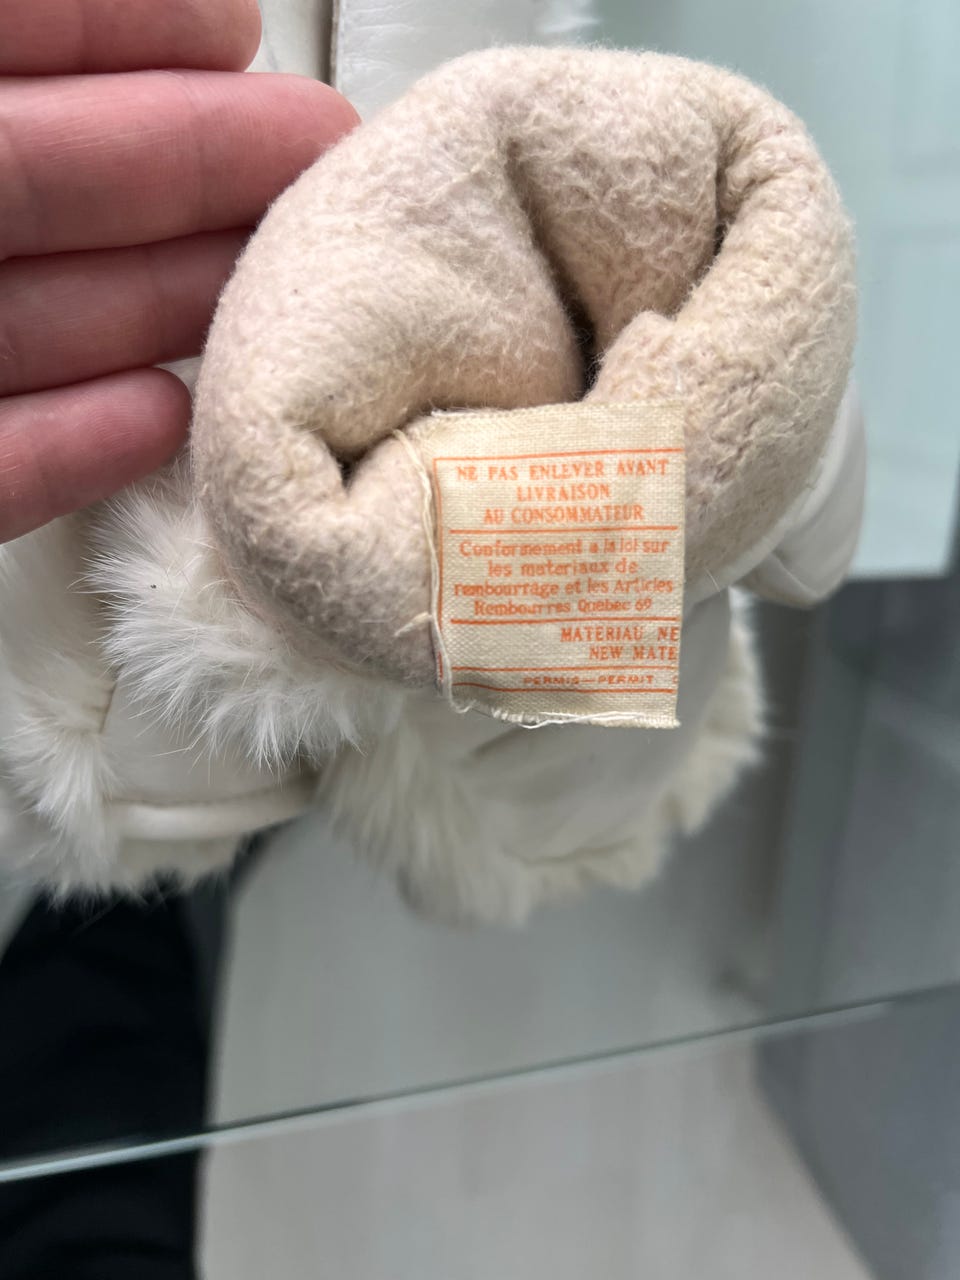 NE PAS ENLEVER AVANT
LIVRAISON
AU CONSOMMATEUR
Conformement a la loi sur
les materiaux de
rembourrage et les Articles
Rembourres Quebec 69
MATERIAU NE
NEW MATE
PERMIS—PERMIT